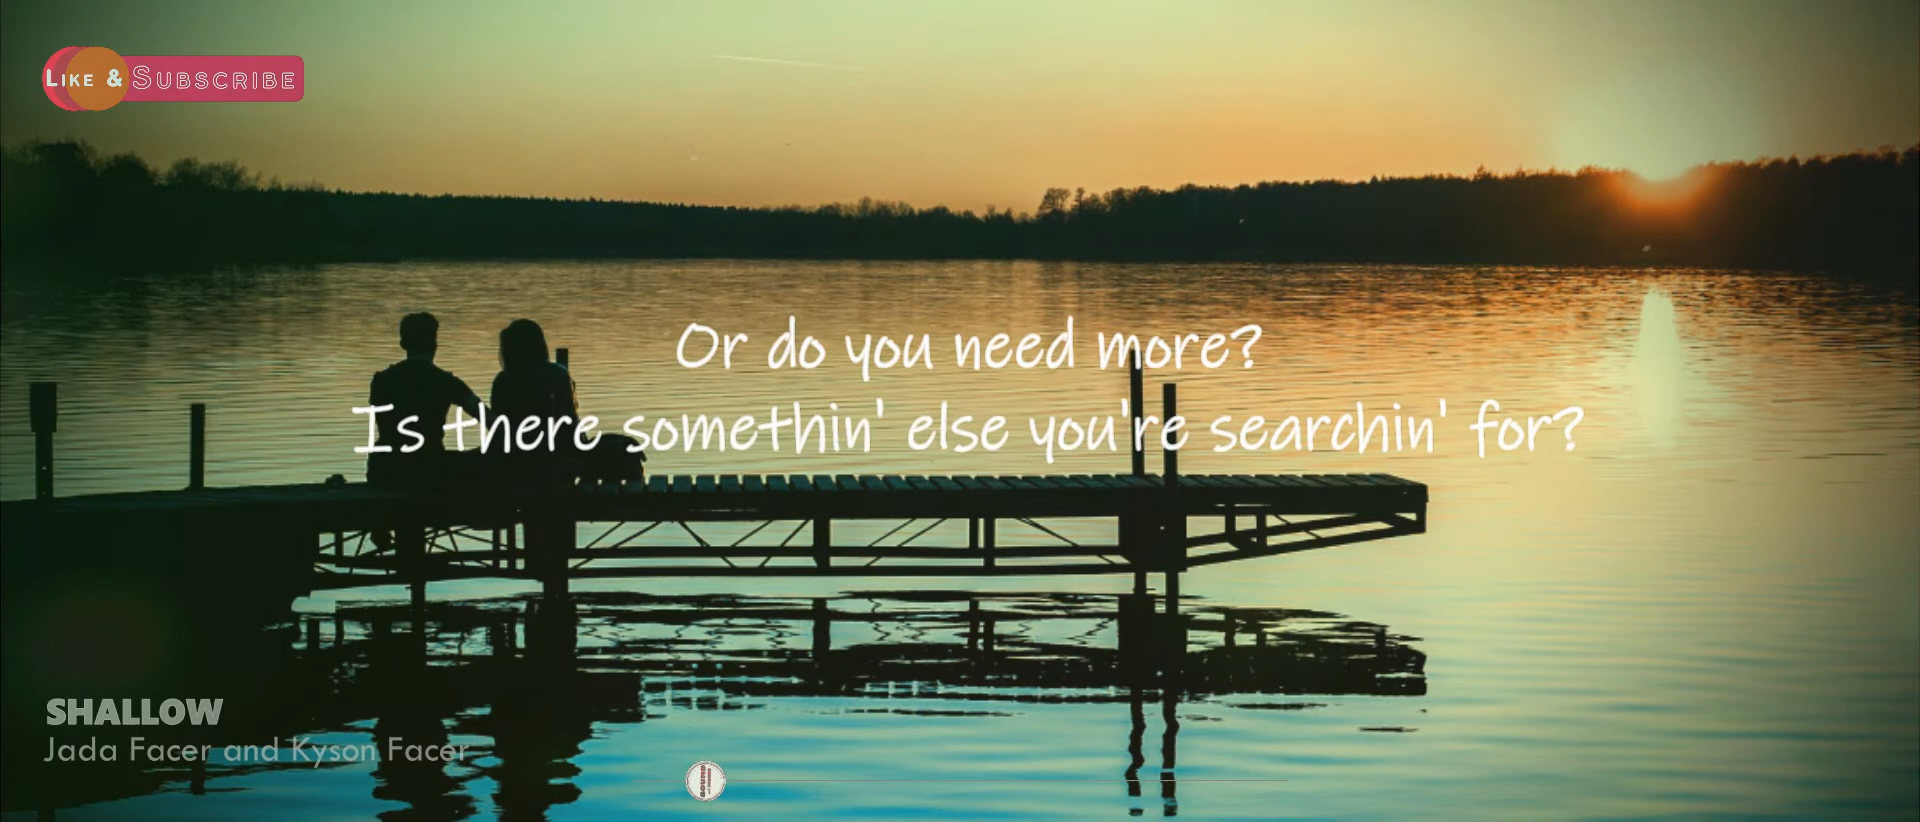 Like & Subscribe
Or do you need more?
Is there somethin' else you're searchin' for?
SHALLOW
Jada Facer and Kyson Facer
SOUND